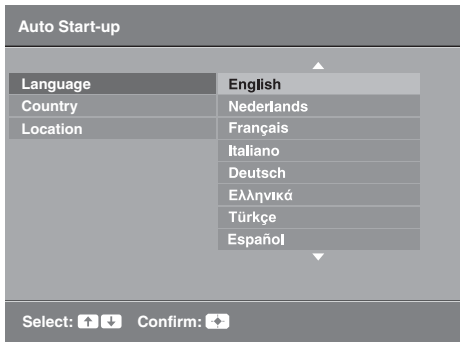 Auto Start-up
Language
Country
Location
English
Nederlands
Français
Italiano
Deutsch
Ελληνικά
Türkçe
Español
Select: Confirm: